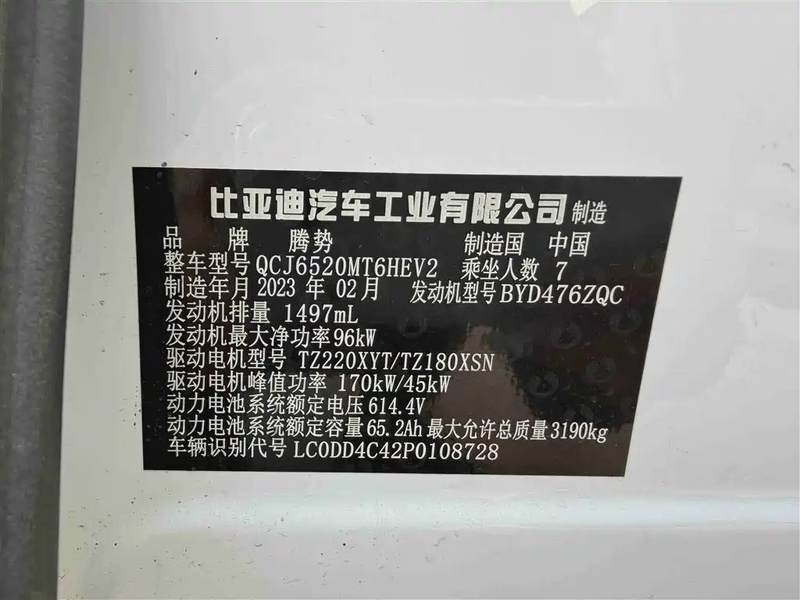 比亚迪汽车工业有限公司 制造
品 牌 腾势 制造国 中国
整车型号 QCJ6520MT6HEV2 乘坐人数 7
制造年月 2023 年 02 月 发动机型号 BYD476ZQC
发动机排量 1497mL
发动机最大净功率 96kW
驱动电机型号 TZ220XYT/TZ180XSN
驱动电机峰值功率 170kW/45kW
动力电池系统额定电压 614.4V
动力电池系统额定容量 65.2Ah 最大允许总质量 3190kg
车辆识别代号 LC0DD4C42P0108728